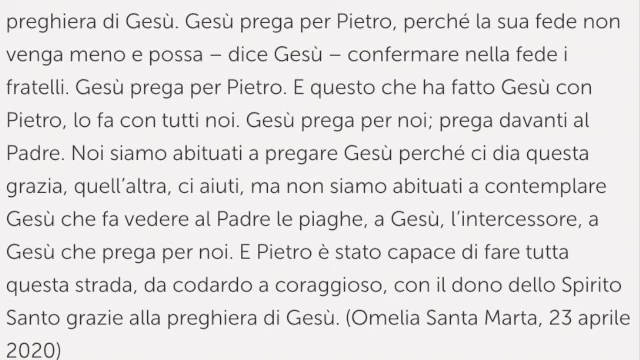 preghiera di Gesù. Gesù prega per Pietro, perché la sua fede non
venga meno e possa – dice Gesù – confermare nella fede i
fratelli. Gesù prega per Pietro. E questo che ha fatto Gesù con
Pietro, lo fa con tutti noi. Gesù prega per noi; prega davanti al
Padre. Noi siamo abituati a pregare Gesù perché ci dia questa
grazia, quell’altra, ci aiuti, ma non siamo abituati a contemplare
Gesù che fa vedere al Padre le piaghe, a Gesù, l’intercessore, a
Gesù che prega per noi. E Pietro è stato capace di fare tutta
questa strada, da codardo a coraggioso, con il dono dello Spirito
Santo grazie alla preghiera di Gesù. (Omelia Santa Marta, 23 aprile
2020)